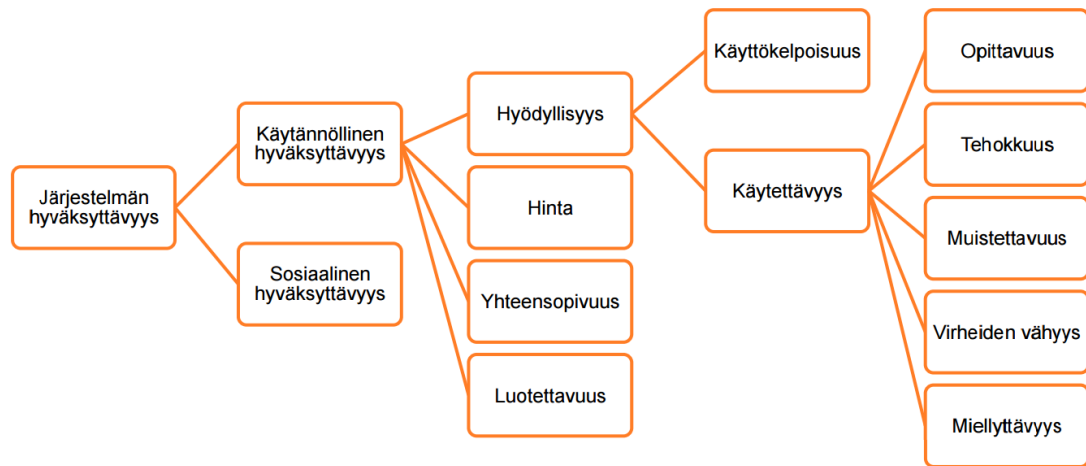 Järjestelmän
hyväksyttävyys
Käytännöllinen
hyväksyttävyys
Sosiaalinen
hyväksyttävyys
Hyödyllisyys
Hinta
Yhteensopivuus
Luotettavuus
Käyttökelpoisuus
Käytettävyys
Opittavuus
Tehokkuus
Muistettavuus
Virheiden vähyys
Miellyttävyys